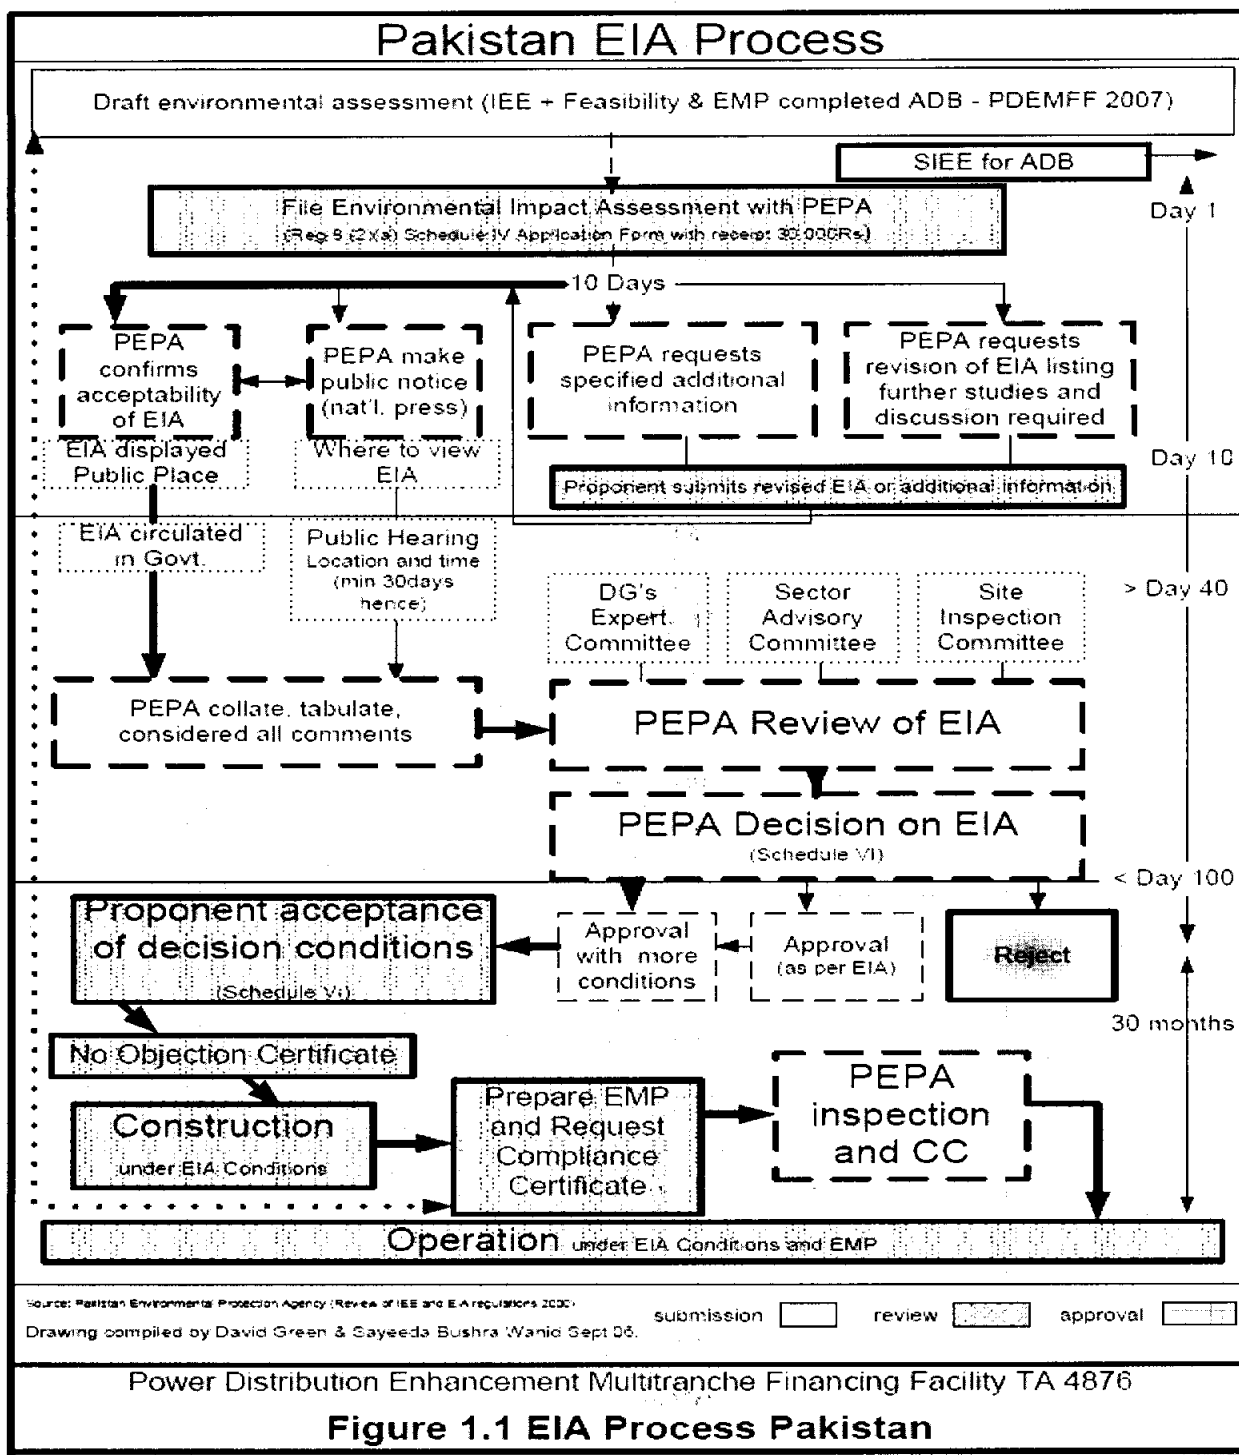 Pakistan EIA Process
Draft environmental assessment (IEE + Feasibility & EMP completed ADB - PDEMFF 2007)
SIEE for ADB
Day 1
File Environmental Impact Assessment with PEPA
(Reg 8 (2)(a) Schedule IV Application Form with receipt 30,000Rs)
10 Days
PEPA
confirms
acceptability
of EIA
PEPA make
public notice
(nat'l. press)
PEPA requests
specified additional
information
PEPA requests
revision of EIA listing
further studies and
discussion required
EIA displayed
Public Place
Where to view
EIA
Day 10
Proponent submits revised EIA or additional information
EIA circulated
in Govt.
Public Hearing
Location and time
(min 30days
hence)
> Day 40
DG's
Expert
Committee
Sector
Advisory
Committee
Site
Inspection
Committee
PEPA collate, tabulate,
considered all comments
PEPA Review of EIA
PEPA Decision on EIA
(Schedule VI)
< Day 100
Proponent acceptance
of decision conditions
(Schedule VI)
Approval
with more
conditions
Approval
(as per EIA)
Reject
30 months
No Objection Certificate
Construction
under EIA Conditions
Prepare EMP
and Request
Compliance
Certificate
PEPA
inspection
and CC
Operation under EIA Conditions and EMP
Source: Pakistan Environmental Protection Agency (Review of IEE and EIA regulations 2000)
Drawing compiled by David Green & Sayeeda Bushra Wahid Sept 06.
submission
review
approval
Power Distribution Enhancement Multitranche Financing Facility TA 4876
Figure 1.1 EIA Process Pakistan